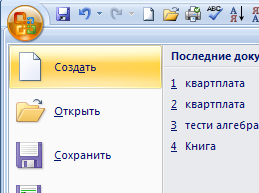 Создать
Открыть
Сохранить
Последние доку
1 квартплата
2 квартплата
3 тести алгебра
4 Книга